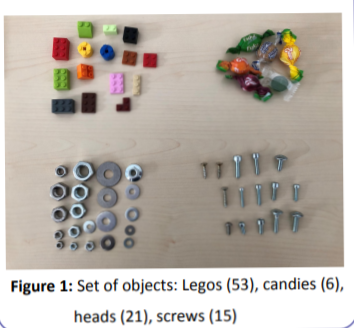 Figure 1: Set of objects: Legos (53), candies (6),
heads (21), screws (15)